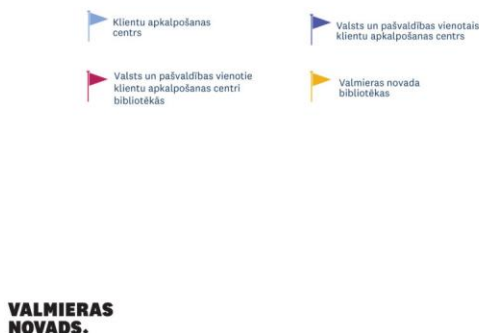 Klientu apkalpošanas
centrs
Valsts un pašvaldības vienotais
klientu apkalpošanas centrs
Valsts un pašvaldības vienotie
klientu apkalpošanas centri
bibliotēkās
Valmieras novada
bibliotēkas
VALMIERAS
NOVADS.